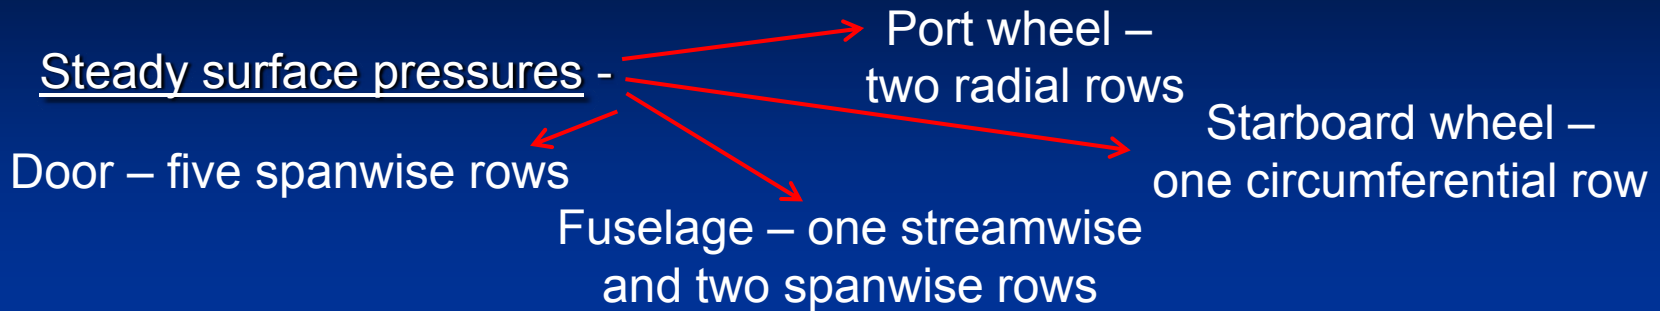 Steady surface pressures -
Port wheel –
two radial rows
Starboard wheel –
one circumferential row
Door – five spanwise rows
Fuselage – one streamwise
and two spanwise rows